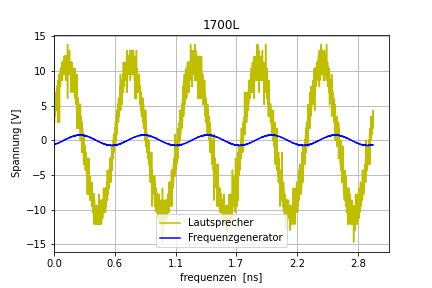 1700L
Spannung [V]
15
10
5
0
−5
−10
−15
Lautsprecher
Frequenzgenerator
0.0 0.6 1.1 1.7 2.2 2.8
frequenzen [ns]